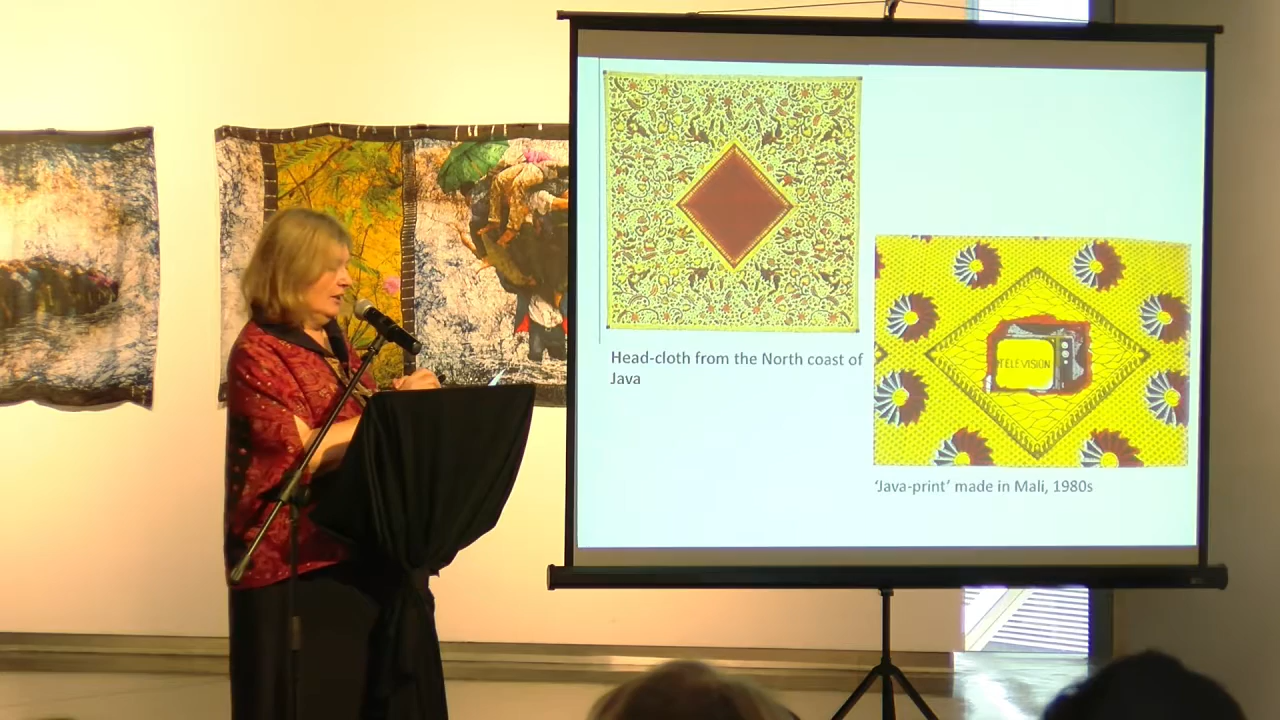 Head-cloth from the North coast of
Java
TELEVISION
‘Java-print’ made in Mali, 1980s